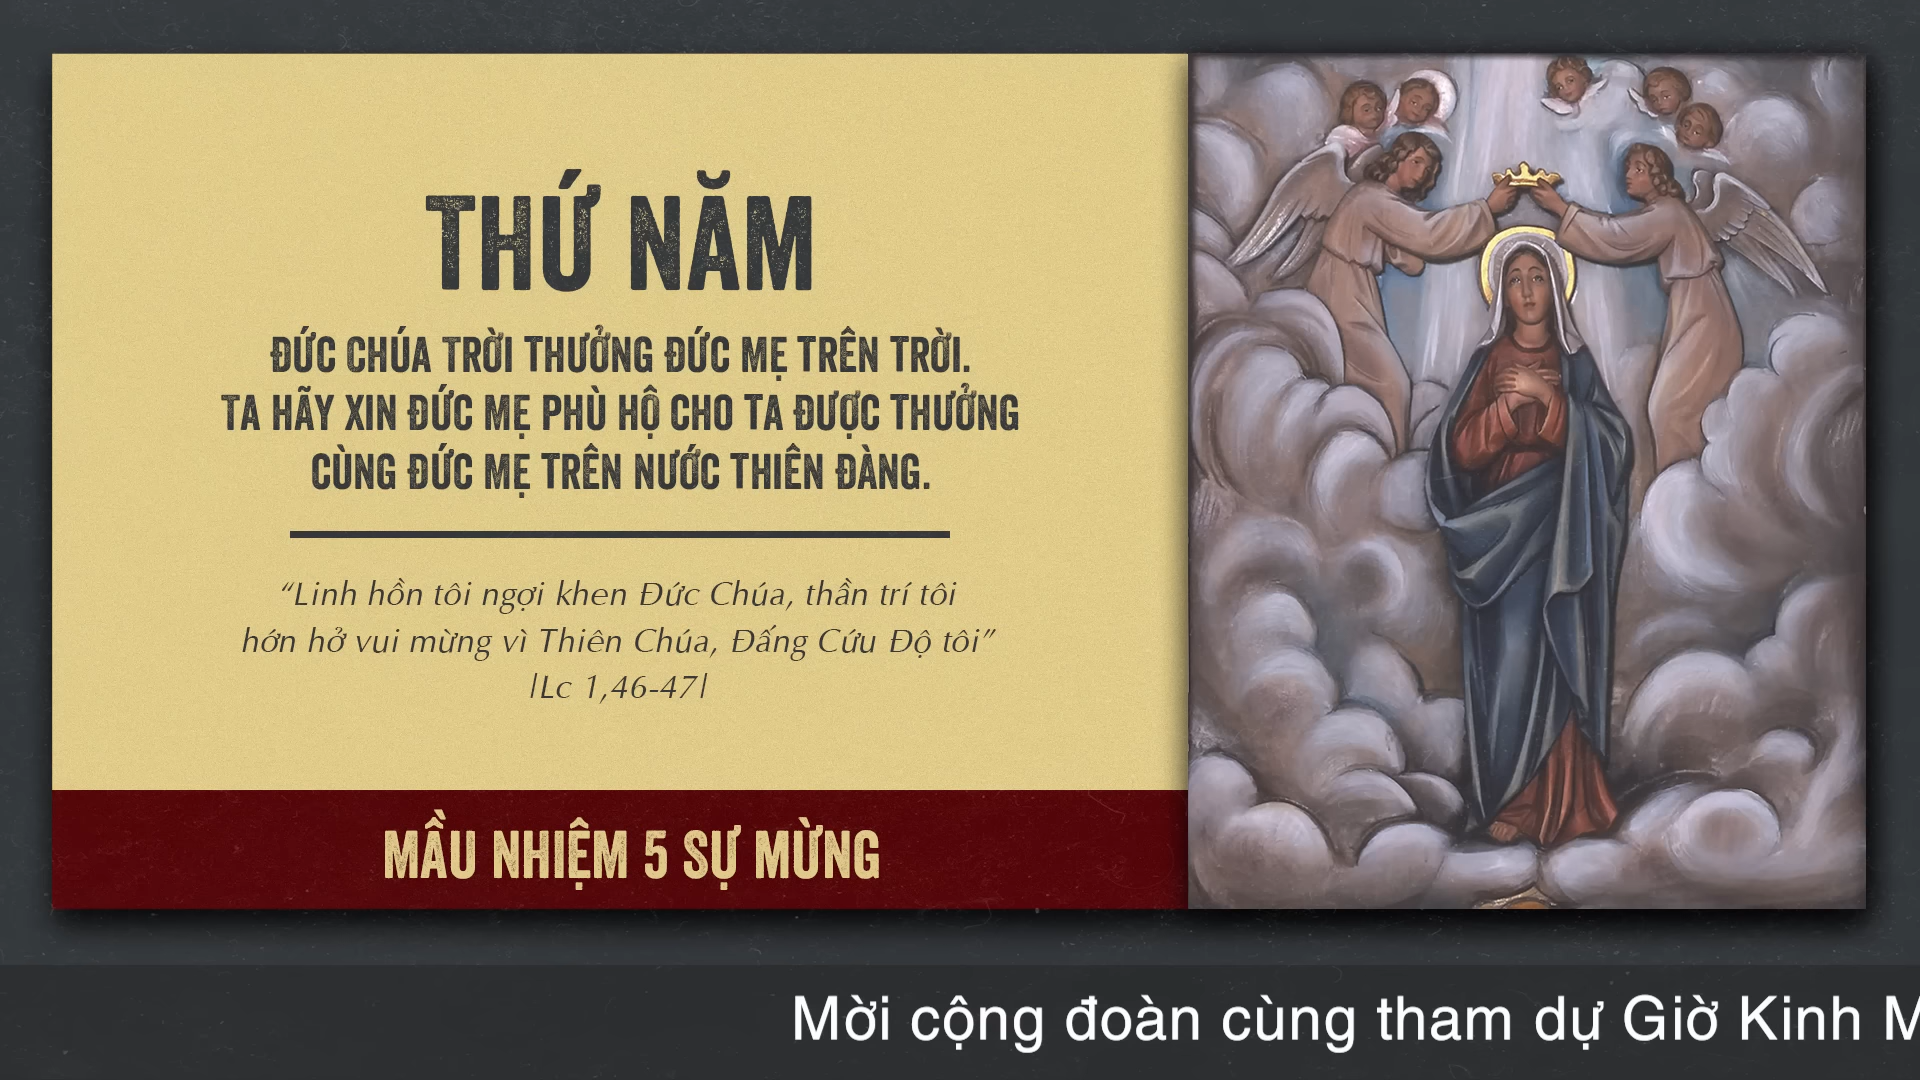 THỨ NĂM
ĐỨC CHÚA TRỜI THƯỞNG ĐỨC MẸ TRÊN TRỜI.
TA HÃY XIN ĐỨC MẸ PHÙ HỘ CHO TA ĐƯỢC THƯỞNG
CÙNG ĐỨC MẸ TRÊN NƯỚC THIÊN ĐÀNG.
“Linh hồn tôi ngợi khen Đức Chúa, thần trí tôi
hớn hở vui mừng vì Thiên Chúa, Đấng Cứu Độ tôi”
|Lc 1,46-47|
MẦU NHIỆM 5 SỰ MỪNG
Mời cộng đoàn cùng tham dự Giờ Kinh